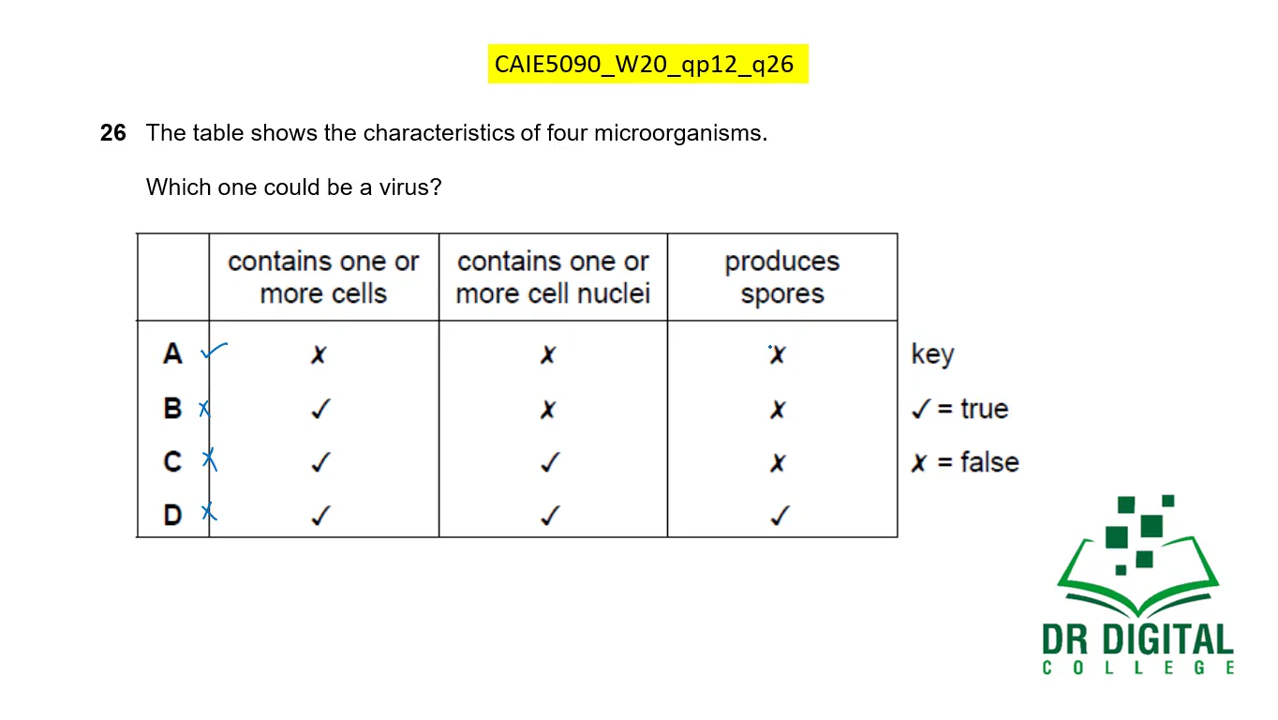 CAIE5090_W20_qp12_q26
26 The table shows the characteristics of four microorganisms.
Which one could be a virus?
contains one or more cells
contains one or more cell nuclei
produces spores
A ✓ ✗ ✗ ✗ key
B ✗ ✓ ✗ ✗ ✓ = true
C ✗ ✓ ✓ ✗ ✗ = false
D ✗ ✓ ✓ ✓
DR DIGITAL
COLLEGE